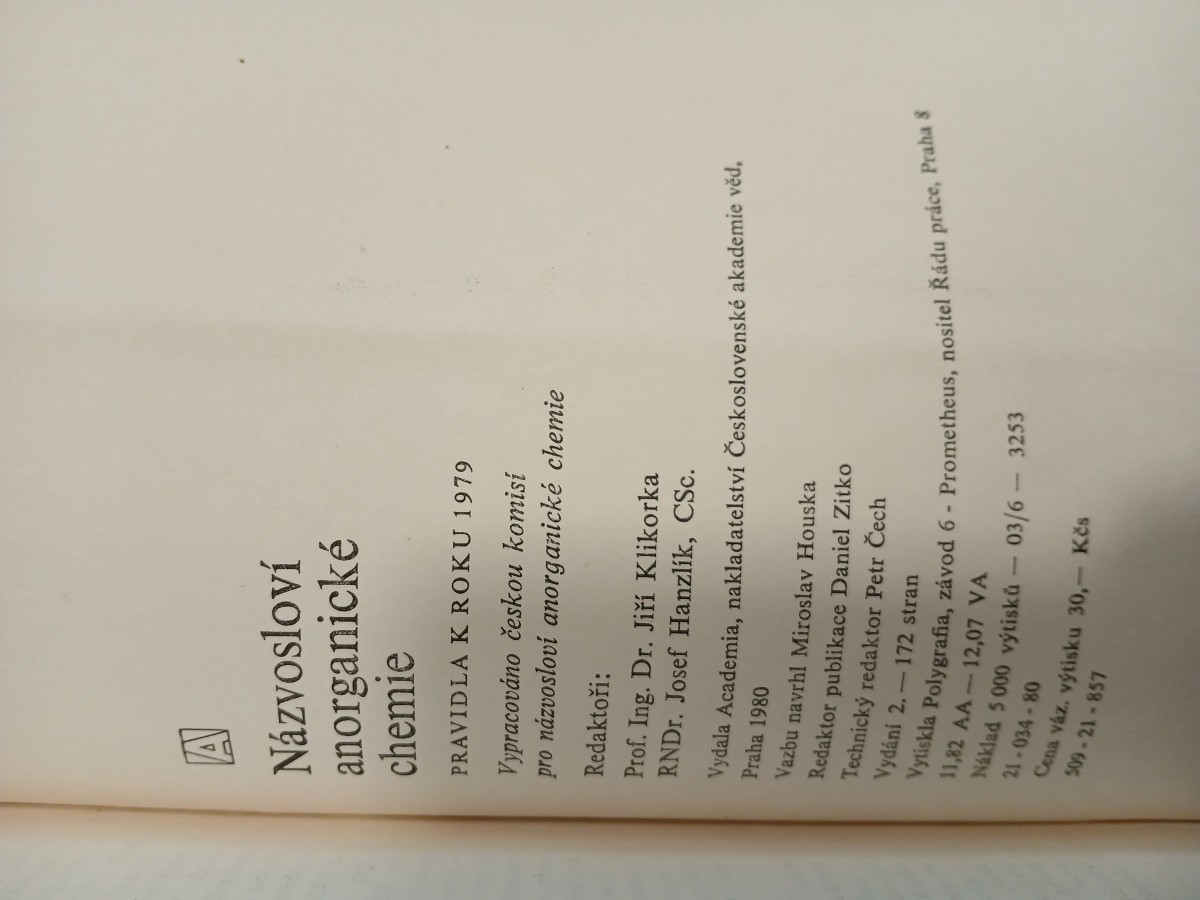 A
Názvosloví
anorganické
chemie
PRAVIDLA K ROKU 1979
Vypracováno českou komisí
pro názvosloví anorganické chemie
Redaktoři:
Prof. Ing. Dr. Jiří Klikorka
RNDr. Josef Hanzlík, CSc.
Vydala Academia, nakladatelství Československé akademie věd,
Praha 1980
Vazbu navrhl Miroslav Houska
Redaktor publikace Daniel Zitko
Technický redaktor Petr Čech
Vydání 2. — 172 stran
Vytiskla Polygrafia, závod 6 - Prometheus, nositel Řádu práce, Praha 8
11,82 AA — 12,07 VA
Náklad 5 000 výtisků — 03/6 — 3253
21 - 034 - 80
Cena váz. výtisku 30,— Kčs
509 - 21 - 857